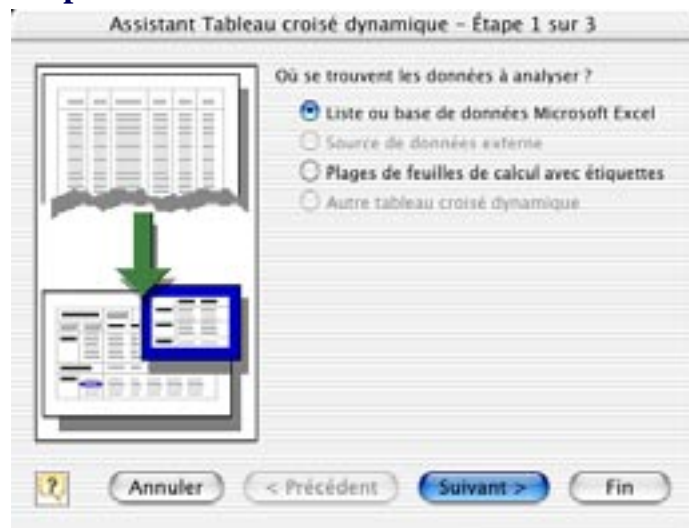 Assistant Tableau croisé dynamique – Étape 1 sur 3
Où se trouvent les données à analyser ?
Liste ou base de données Microsoft Excel
Source de données externe
Plages de feuilles de calcul avec étiquettes
Autre tableau croisé dynamique
?
Annuler
< Précédent
Suivant >
Fin